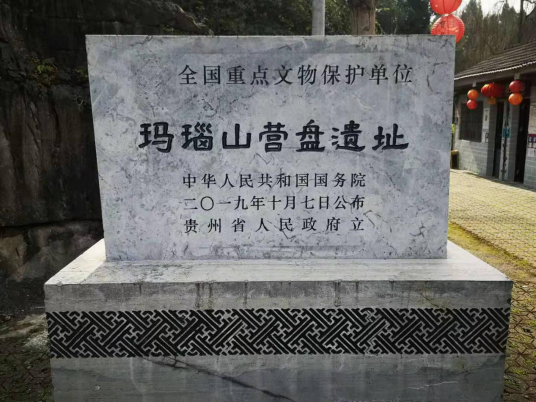 全国重点文物保护单位
玛瑙山营盘遗址
中华人民共和国国务院
二〇一九年十月七日公布
贵州省人民政府立